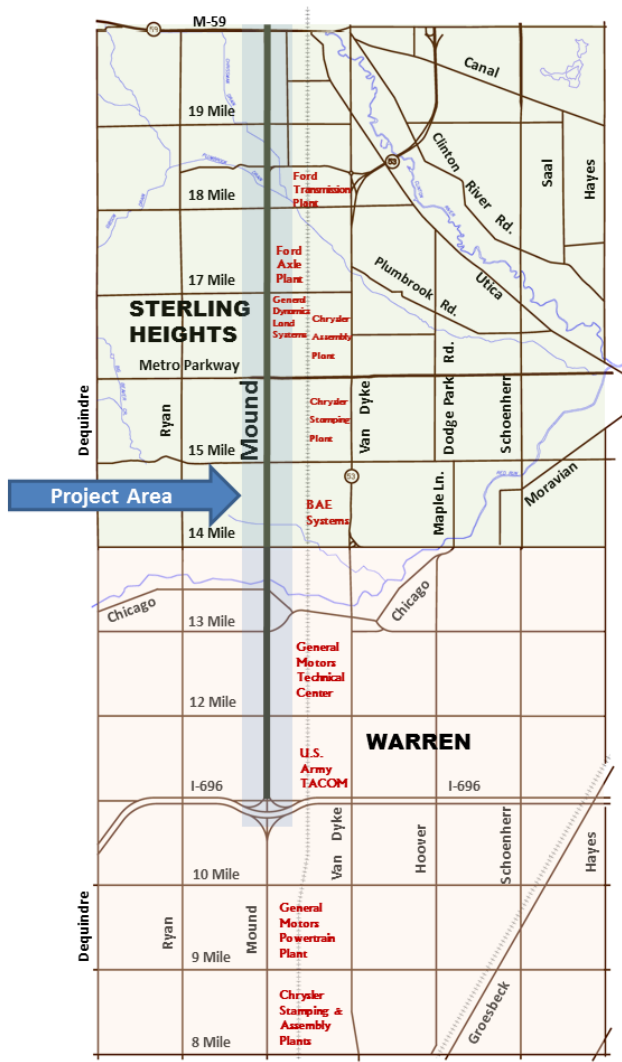 M-59
59
Canal
19 Mile
Clinton
River Rd.
Saal
Hayes
53
Ford
Transmission
Plant
18 Mile
Ford
Axle
Plant
17 Mile
Plumbrook
Rd.
Utica
STERLING
HEIGHTS
General
Dynamics
Land
Systems
Chrysler
Assembly
Plant
Metro Parkway
Dequindre
Ryan
Mound
Chrysler
Stamping
Plant
Van Dyke
Dodge Park Rd.
Schoenherr
15 Mile
53
Project Area
BAE
Systems
Maple Ln.
Moravian
14 Mile
Chicago
Chicago
13 Mile
General
Motors
Technical
Center
12 Mile
WARREN
U.S.
Army
TACOM
I-696
I-696
Van Dyke
Hoover
Schoenherr
Hayes
10 Mile
Dequindre
Ryan
Mound
General
Motors
Powertrain
Plant
9 Mile
Chrysler
Stamping &
Assembly
Plants
Groesbeck
8 Mile